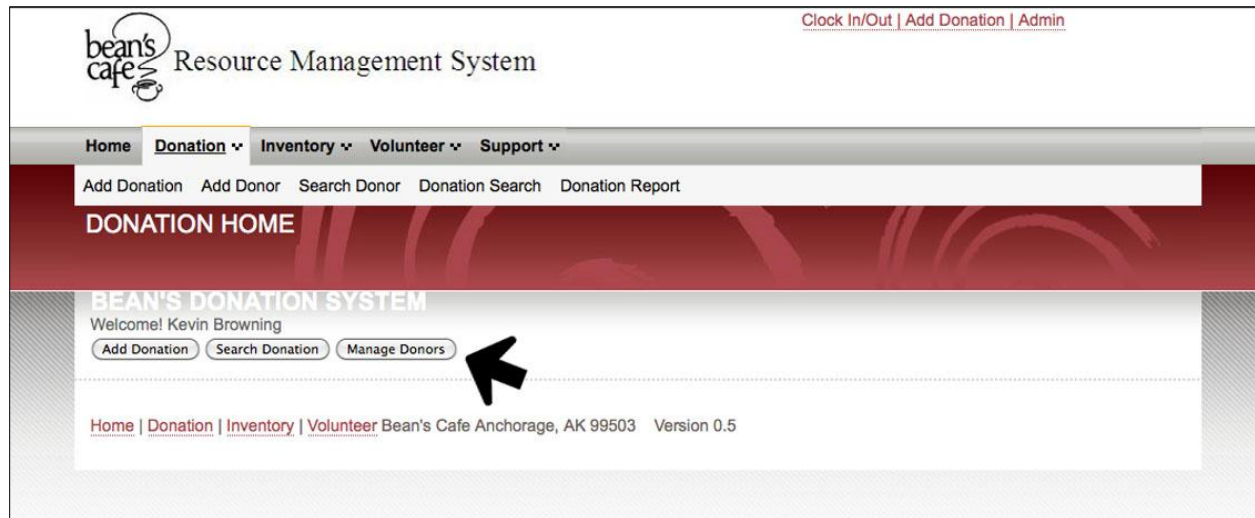 bean's
cafe
Resource Management System
Clock In/Out | Add Donation | Admin
Home Donation Inventory Volunteer Support
Add Donation Add Donor Search Donor Donation Search Donation Report
DONATION HOME
BEAN'S DONATION SYSTEM
Welcome! Kevin Browning
Add Donation Search Donation Manage Donors
Home | Donation | Inventory | Volunteer Bean's Cafe Anchorage, AK 99503 Version 0.5